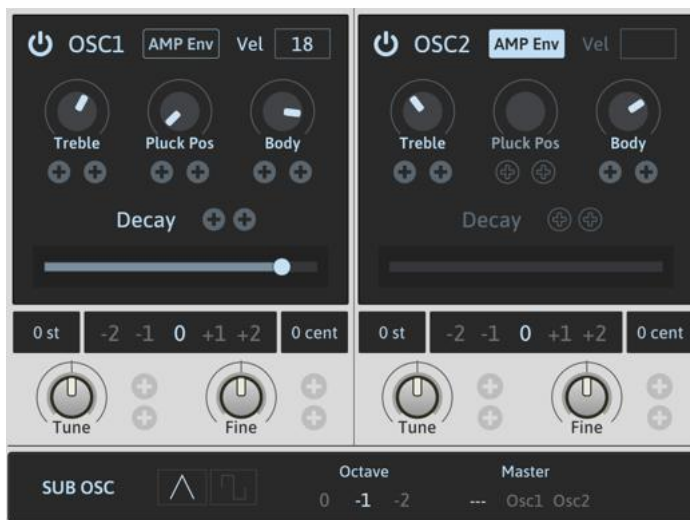 OSC1 AMP Env Vel 18
Treble Pluck Pos Body
Decay
0 st -2 -1 0 +1 +2 0 cent
Tune Fine
OSC2 AMP Env Vel
Treble Pluck Pos Body
Decay
0 st -2 -1 0 +1 +2 0 cent
Tune Fine
Octave Master
SUB OSC 0 -1 -2 --- Osc1 Osc2